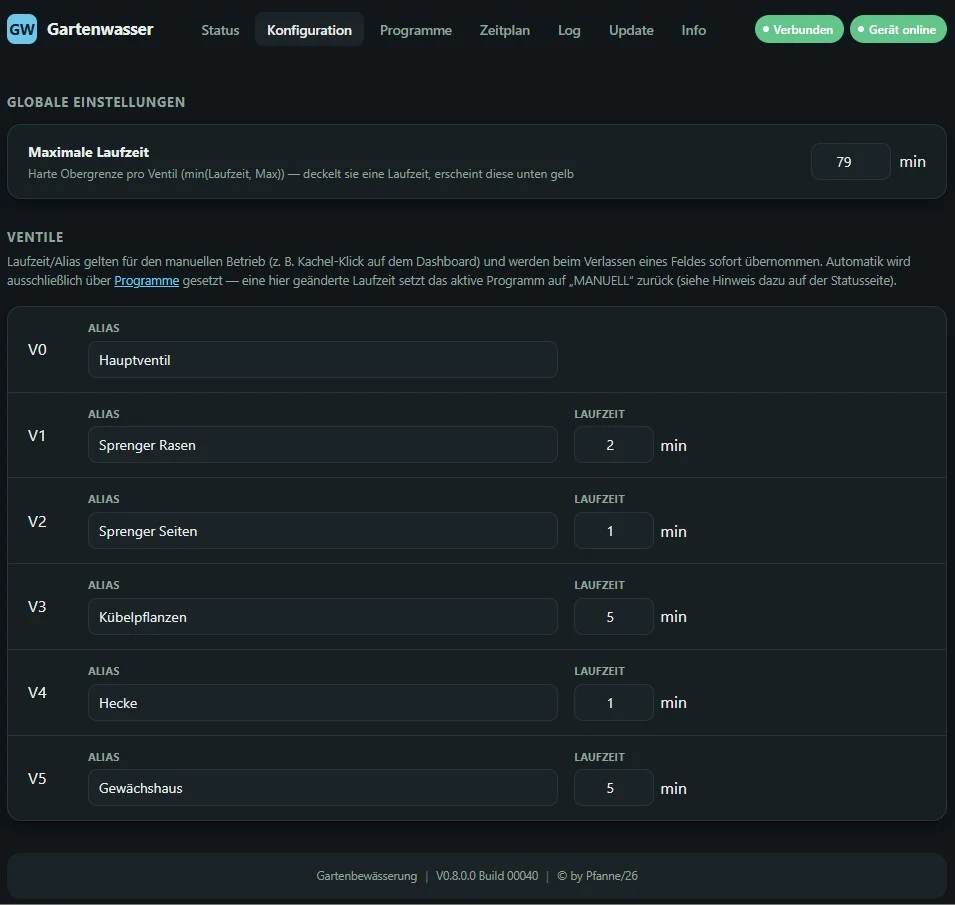 GW Gartenwasser Status Konfiguration Programme Zeitplan Log Update Info Verbunden Gerät online
GLOBALE EINSTELLUNGEN
Maximale Laufzeit
Harte Obergrenze pro Ventil (min(Laufzeit, Max)) — deckelt sie eine Laufzeit, erscheint diese unten gelb
79 min
VENTILE
Laufzeit/Alias gelten für den manuellen Betrieb (z. B. Kachel-Klick auf dem Dashboard) und werden beim Verlassen eines Feldes sofort übernommen. Automatik wird
ausschließlich über Programme gesetzt — eine hier geänderte Laufzeit setzt das aktive Programm auf „MANUELL" zurück (siehe Hinweis dazu auf der Statusseite).
V0
ALIAS
Hauptventil
V1
ALIAS LAUFZEIT
Sprenger Rasen 2 min
V2
ALIAS LAUFZEIT
Sprenger Seiten 1 min
V3
ALIAS LAUFZEIT
Kübelpflanzen 5 min
V4
ALIAS LAUFZEIT
Hecke 1 min
V5
ALIAS LAUFZEIT
Gewächshaus 5 min
Gartenbewässerung | V0.8.0.0 Build 00040 | © by Pfanne/26